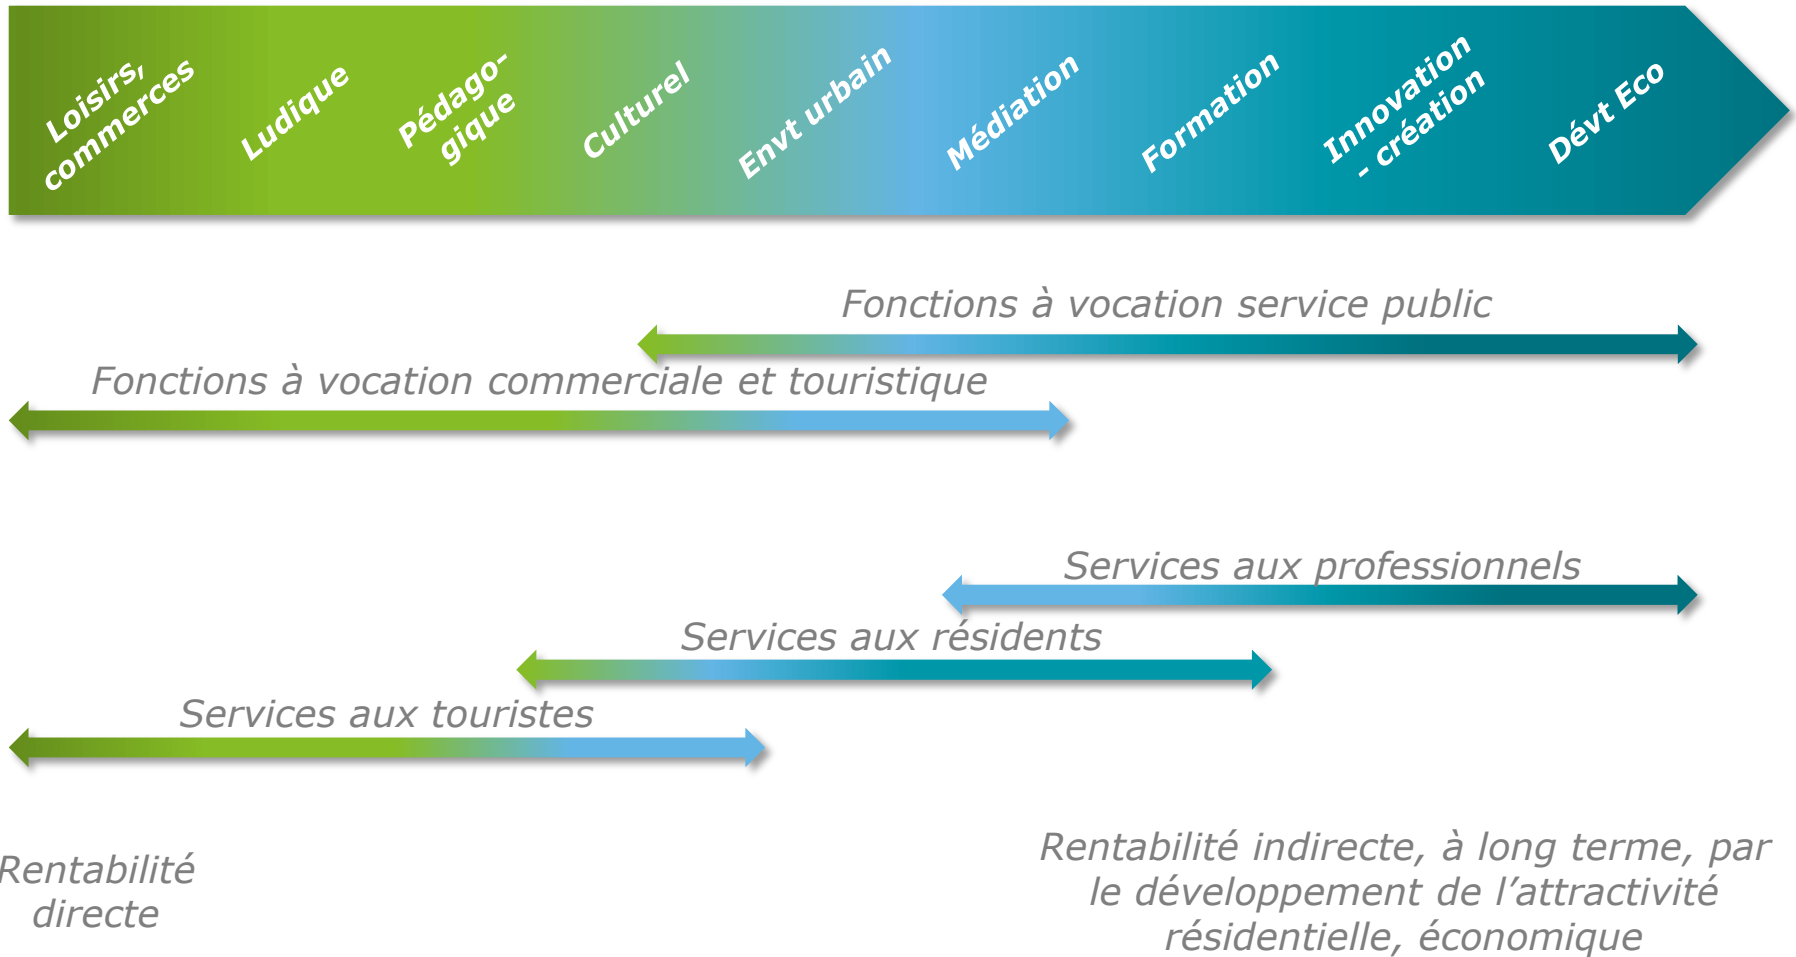 Loisirs,
commerces
Ludique
Pédago-
gique
Culturel
Envt urbain
Médiation
Formation
Innovation
- création
Dévt Eco
Fonctions à vocation service public
Fonctions à vocation commerciale et touristique
Services aux professionnels
Services aux résidents
Services aux touristes
Rentabilité
directe
Rentabilité indirecte, à long terme, par
le développement de l’attractivité
résidentielle, économique